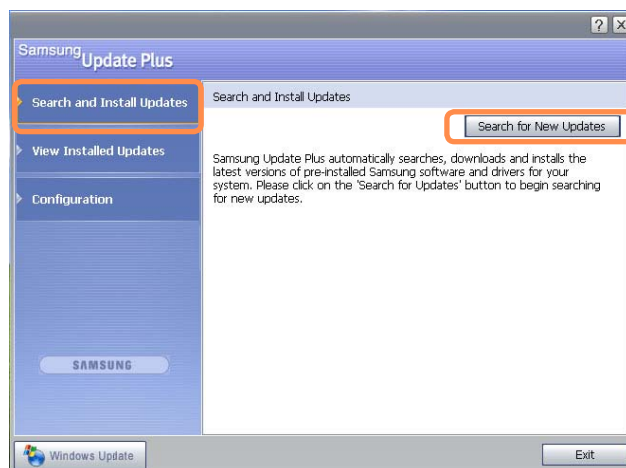 ? X
Samsung Update Plus
Search and Install Updates
View Installed Updates
Configuration
SAMSUNG
Search and Install Updates
Search for New Updates
Samsung Update Plus automatically searches, downloads and installs the
latest versions of pre-installed Samsung software and drivers for your
system. Please click on the 'Search for Updates' button to begin searching
for new updates.
Windows Update
Exit